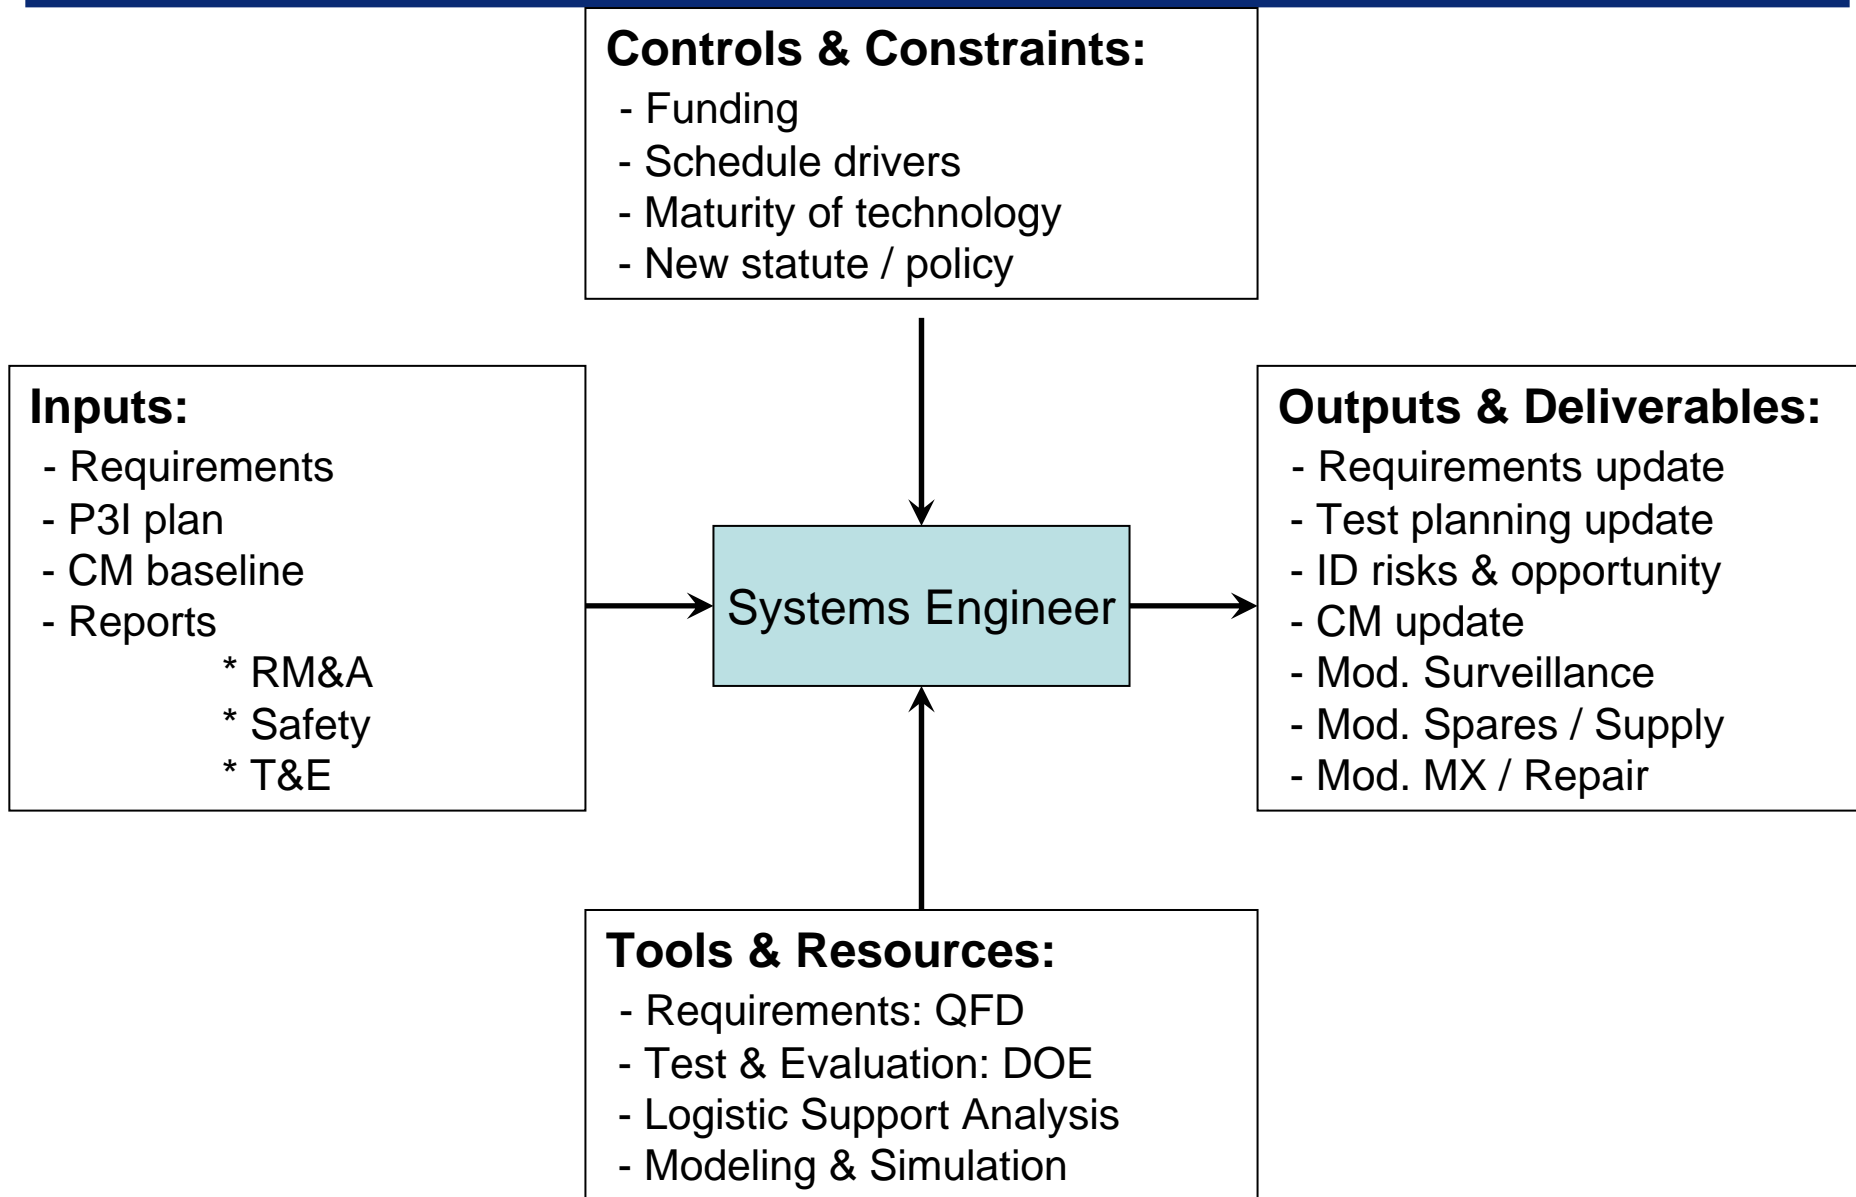 Controls & Constraints:
- Funding
- Schedule drivers
- Maturity of technology
- New statute / policy
Inputs:
- Requirements
- P3I plan
- CM baseline
- Reports
* RM&A
* Safety
* T&E
Systems Engineer
Outputs & Deliverables:
- Requirements update
- Test planning update
- ID risks & opportunity
- CM update
- Mod. Surveillance
- Mod. Spares / Supply
- Mod. MX / Repair
Tools & Resources:
- Requirements: QFD
- Test & Evaluation: DOE
- Logistic Support Analysis
- Modeling & Simulation